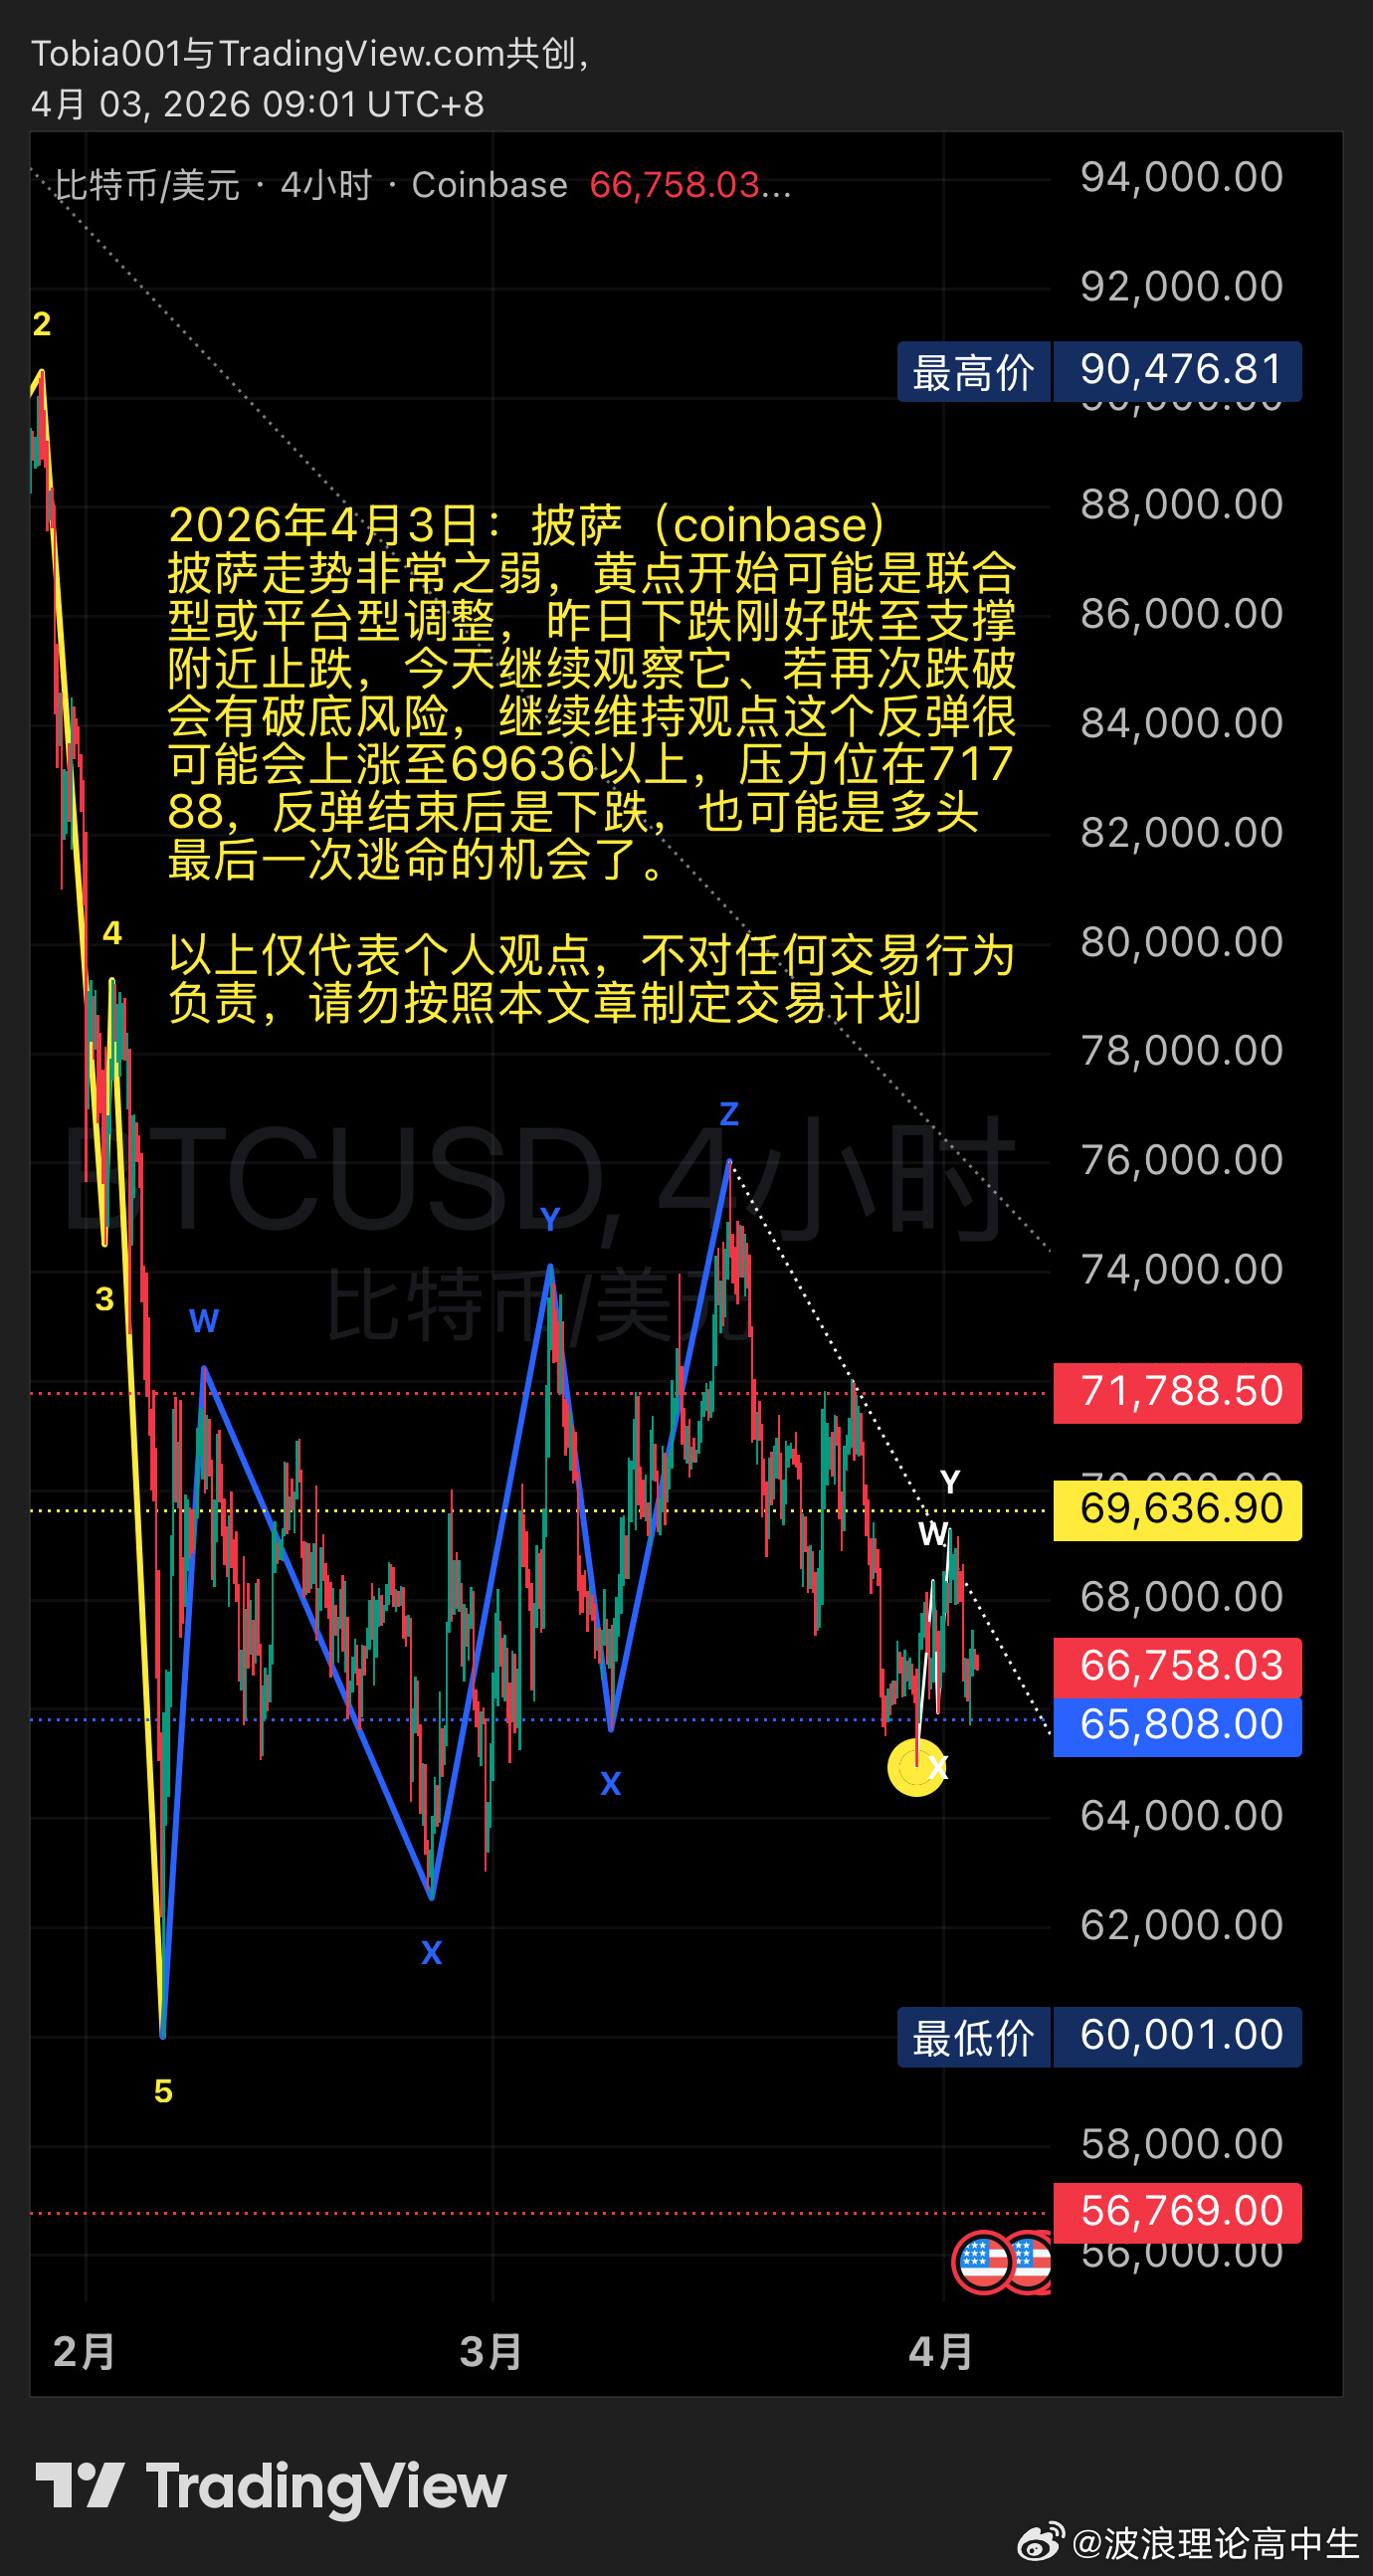 Tobia001与TradingView.com共创，
4月 03, 2026 09:01 UTC+8
比特币/美元 · 4小时 · Coinbase 66,758.03...
94,000.00
92,000.00
2
最高价 90,476.81
88,000.00
2026年4月3日：披萨（coinbase）
披萨走势非常之弱，黄点开始可能是联合
型或平台型调整，昨日下跌刚好跌至支撑
附近止跌，今天继续观察它、若再次跌破
会有破底风险，继续维持观点这个反弹很
可能会上涨至69636以上，压力位在717
88，反弹结束后是下跌，也可能是多头
最后一次逃命的机会了。
以上仅代表个人观点，不对任何交易行为
负责，请勿按照本文章制定交易计划
86,000.00
84,000.00
82,000.00
4
80,000.00
78,000.00
Z
BTCUSD, 4小时
76,000.00
Y
74,000.00
比特币/美元
3
W
71,788.50
Y
69,636.90
W
68,000.00
66,758.03
65,808.00
X
X
64,000.00
62,000.00
X
最低价 60,001.00
5
58,000.00
56,769.00
56,000.00
2月 3月 4月
TradingView
@波浪理论高中生